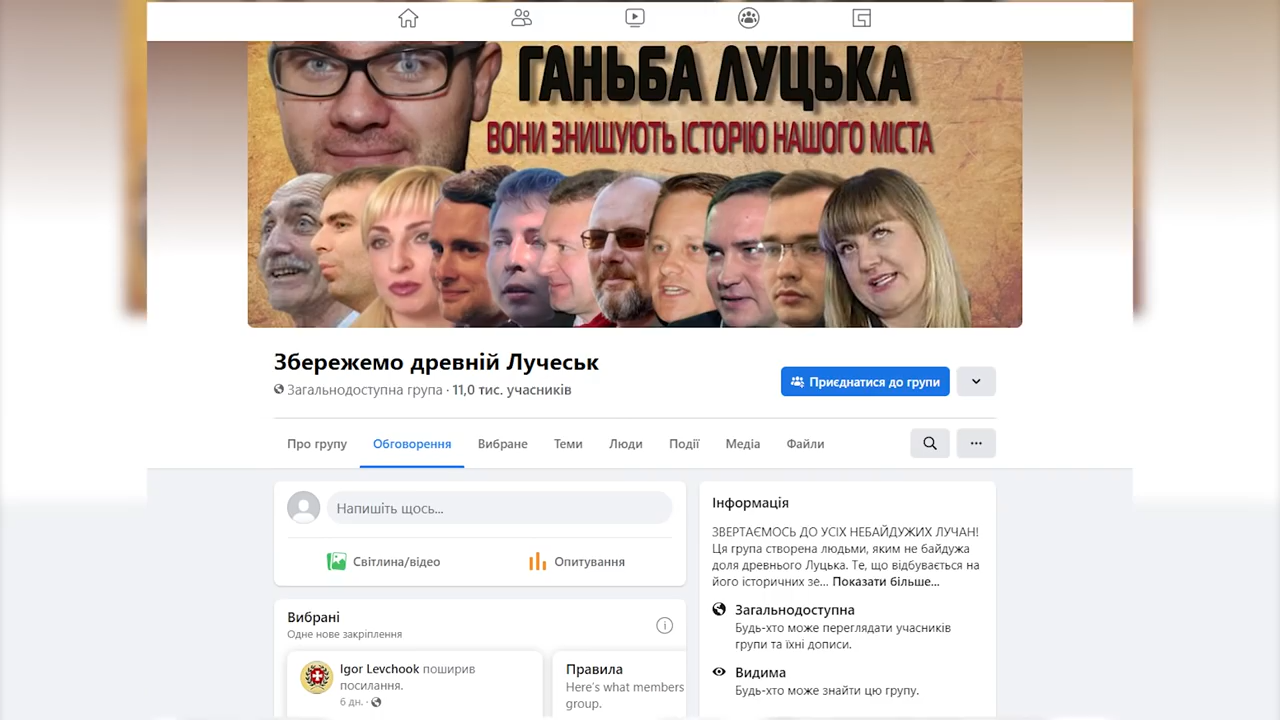 ГАНЬБА ЛУЦЬКА
ВОНИ ЗНИЩУЮТЬ ІСТОРІЮ НАШОГО МІСТА
Збережемо древній Лучеськ
Загальнодоступна група · 11,0 тис. учасників
Приєднатися до групи
Про групу
Обговорення
Вибране
Теми
Люди
Події
Медіа
Файли
Напишіть щось...
Світлина/відео
Опитування
Вибрані
Одне нове закріплення
Igor Levchook поширив
посилання.
6 дн. ·
Правила
Here's what members
group.
Інформація
ЗВЕРТАЄМОСЬ ДО УСІХ НЕБАЙДУЖИХ ЛУЧАН!
Ця група створена людьми, яким не байдужа
доля древнього Луцька. Те, що відбувається на
його історичних зе... Показати більше...
Загальнодоступна
Будь-хто може переглядати учасників
групи та їхні дописи.
Видима
Будь-хто може знайти цю групу.